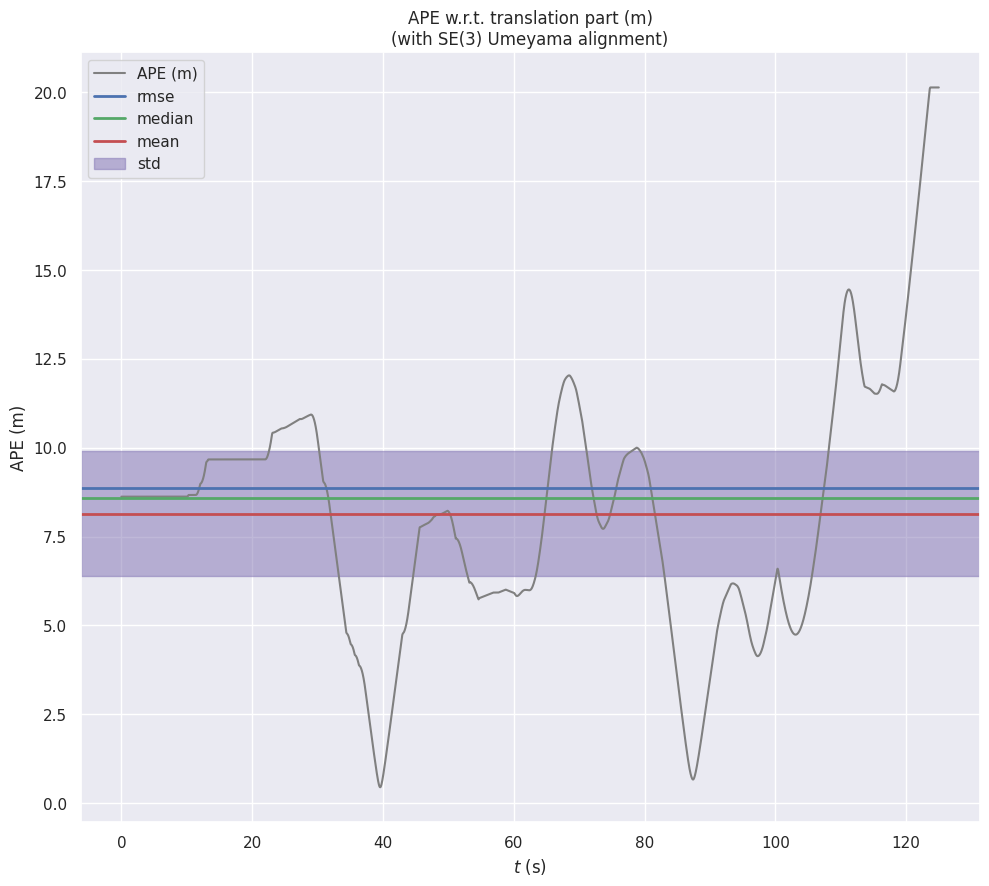 APE w.r.t. translation part (m)
(with SE(3) Umeyama alignment)
APE (m)
rmse
median
mean
std
20.0
17.5
15.0
12.5
10.0
7.5
5.0
2.5
0.0
APE (m)
0 20 40 60 80 100 120
t (s)